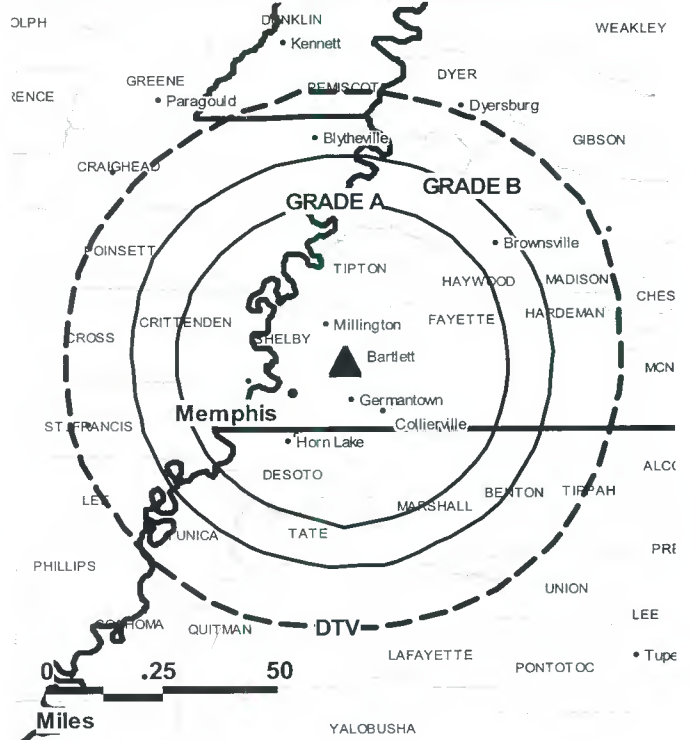 OLPH
DUNKLIN
WEAKLEY
Kennett
GREENE
DYER
RENCE
PEMISCOT
Paragould
Dyersburg
Blytheville
GIBSON
CRAIGHEAD
GRADE B
GRADE A
POINSETT
Brownsville
TIPTON
HAYWOOD
MADISON
CHES
CRITTENDEN
Millington
FAYETTE
HARDEMAN
CROSS
SHELBY
Bartlett
MCN
Germantown
Memphis
Collierville
ST. FRANCIS
Horn Lake
DESOTO
ALCO
LEE
MARSHALL
BENTON
TIPPAH
TUNICA
TATE
PRE
PHILLIPS
UNION
COAHOMA
QUITMAN
DTV
LEE
LAFAYETTE
PONTOTOC
Tupe
0 .25 50
Miles
YALOBUSHA